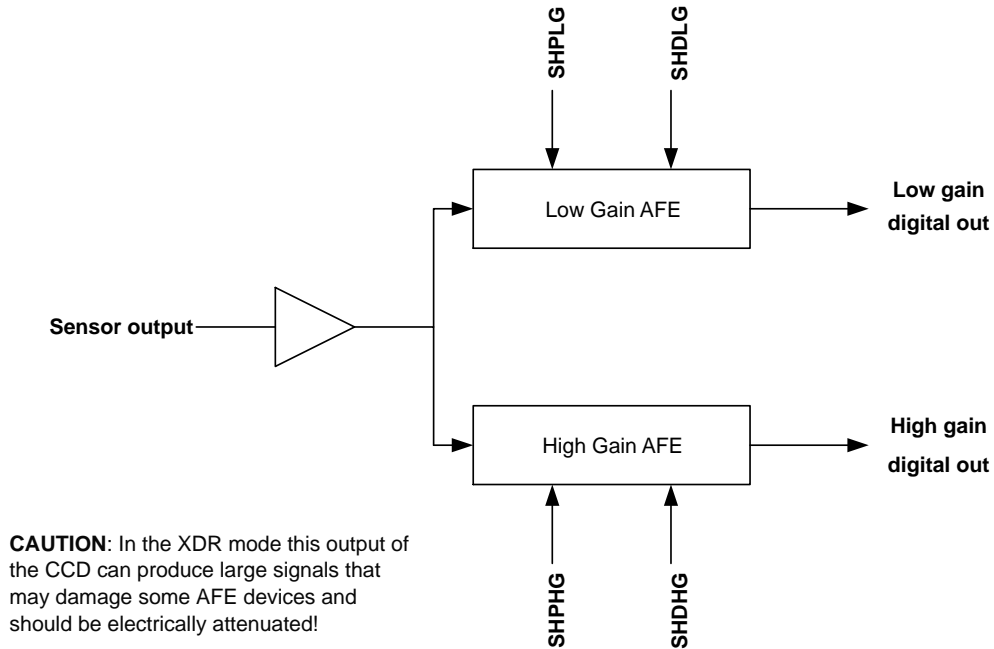 SHPLG
SHDLG
Low Gain AFE
Low gain
digital out
Sensor output
High Gain AFE
High gain
digital out
CAUTION: In the XDR mode this output of
the CCD can produce large signals that
may damage some AFE devices and
should be electrically attenuated!
SHPHG
SHDHG